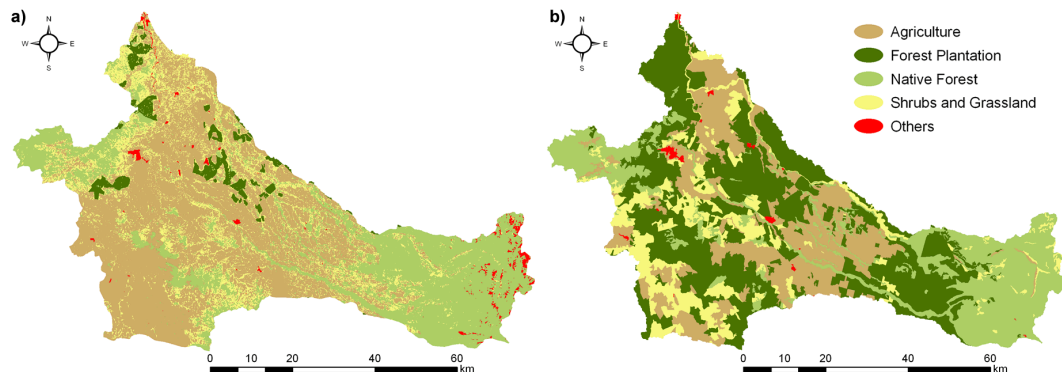 a)
N
W E
S
b)
N
W E
S
Agriculture
Forest Plantation
Native Forest
Shrubs and Grassland
Others
0 10 20 40 60
km
0 10 20 40 60
km